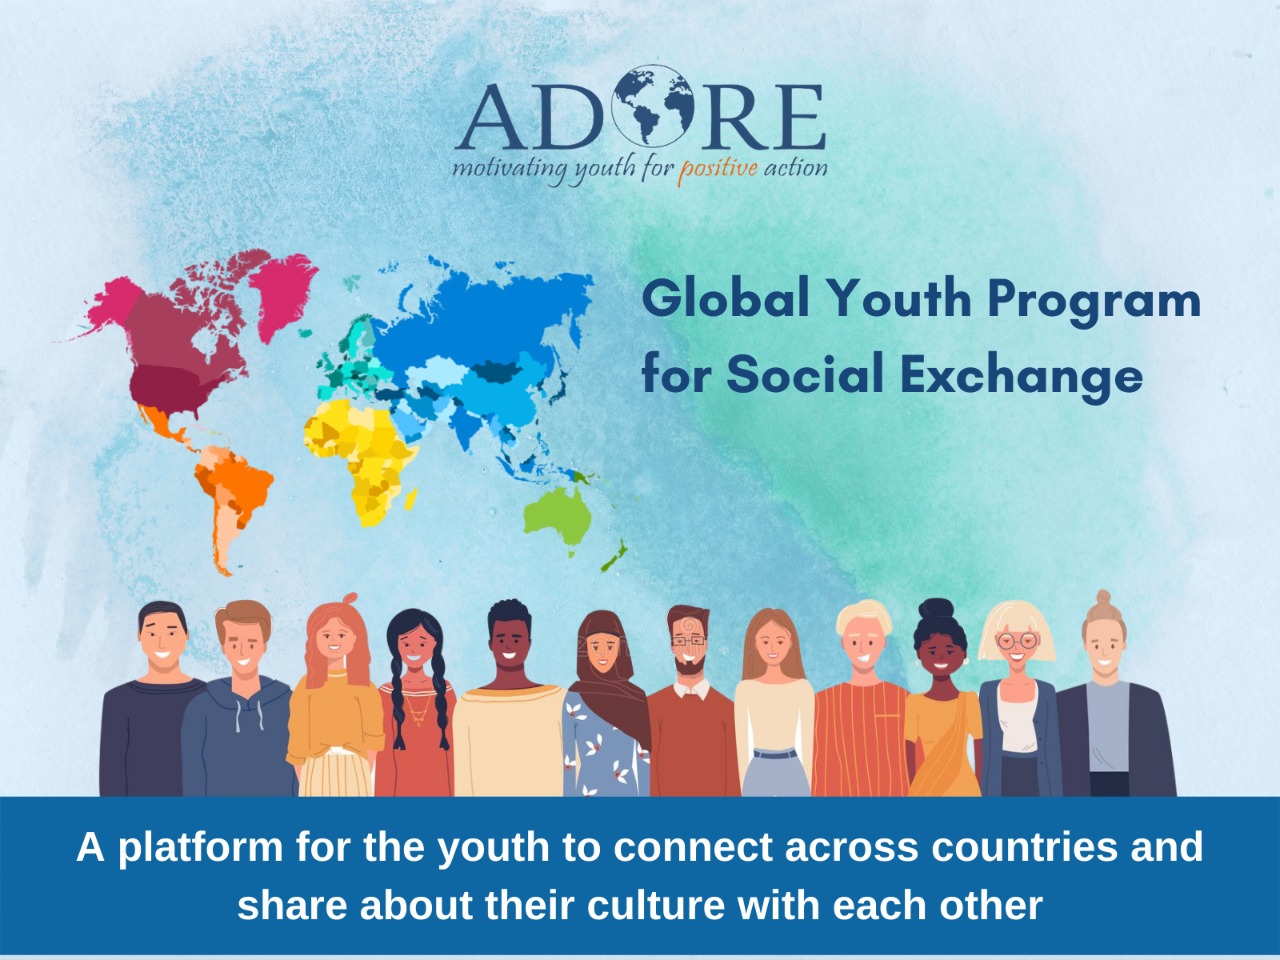 ADORE
motivating youth for positive action
Global Youth Program
for Social Exchange
A platform for the youth to connect across countries and
share about their culture with each other